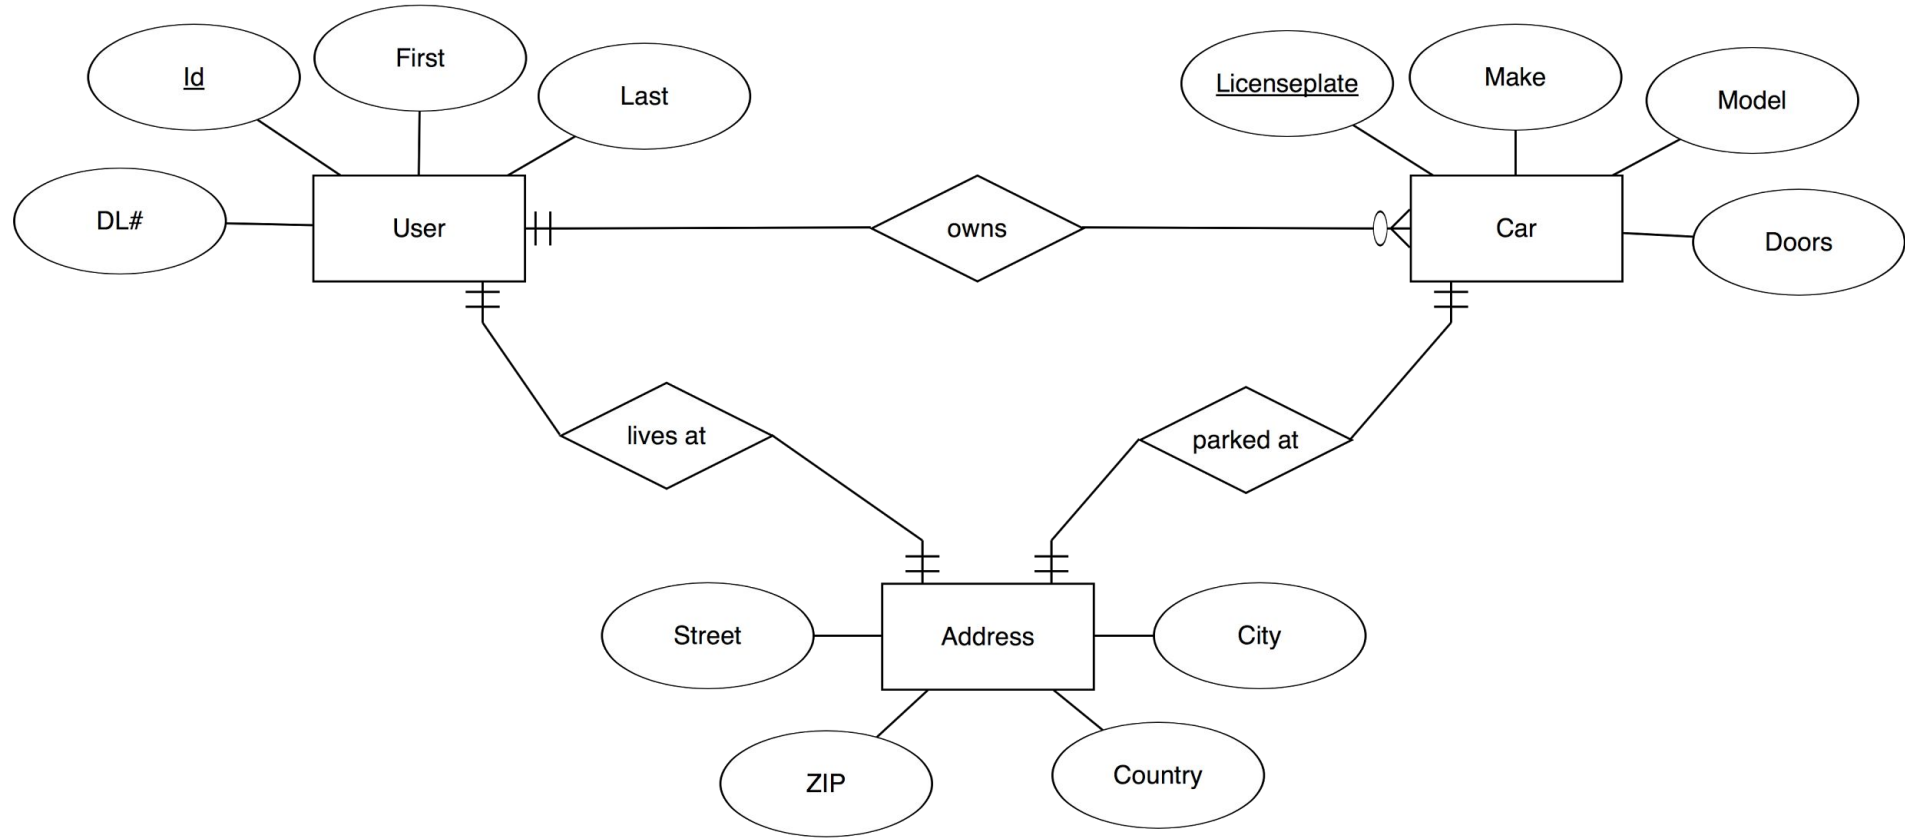 Id
First
Last
DL#
User
owns
Licenseplate
Make
Model
Car
Doors
lives at
parked at
Street
Address
City
ZIP
Country